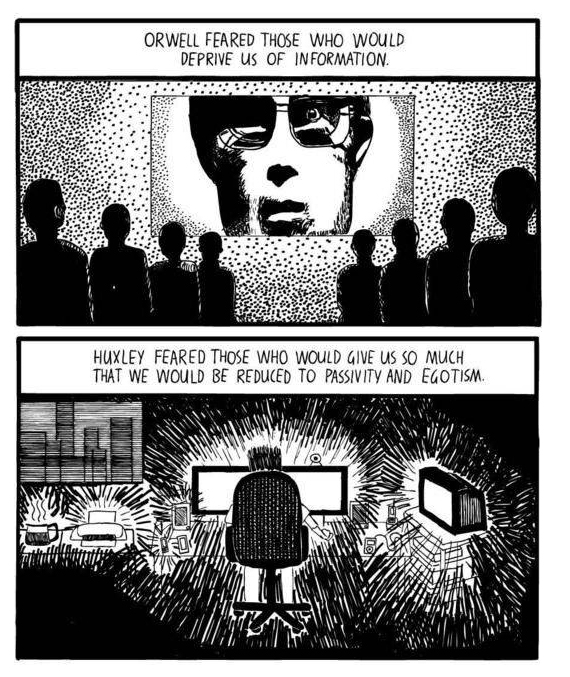 ORWELL FEARED THOSE WHO WOULD
DEPRIVE US OF INFORMATION.
HUXLEY FEARED THOSE WHO WOULD GIVE US SO MUCH
THAT WE WOULD BE REDUCED TO PASSIVITY AND EGOTISM.